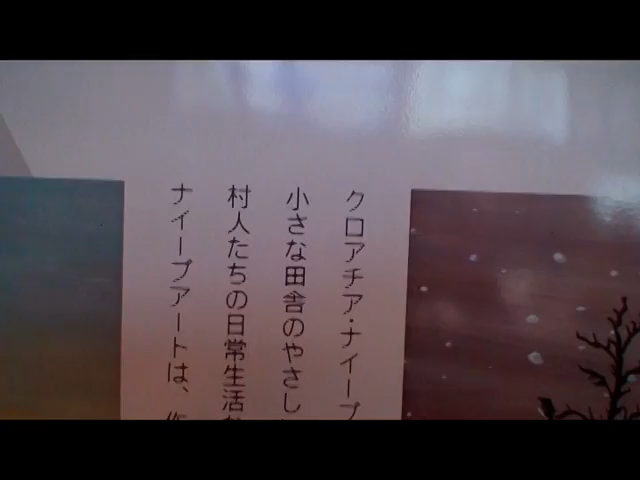 クロアチア・ナイーブ
小さな田舎のやさし
村人たちの日常生活
ナイーブアートは、